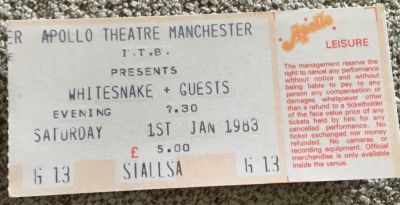 ER APOLLO THEATRE MANCHESTER
I.T.B.
PRESENTS
WHITESNAKE + GUESTS
EVENING 7.30
SATURDAY 1ST JAN 1983
£ 5.00
G 13 STALLSA G 13
Apollo
LEISURE
The management reserve the
right to cancel any performance
without notice and without
being liable to pay to any
person any compensation or
damages whatsoever other
than a refund to a ticketholder
of the face value price of any
tickets held by him for any
cancelled performance. No
ticket exchanged nor money
refunded. No cameras or
recording equipment. Official
merchandise is only available
inside the venue.